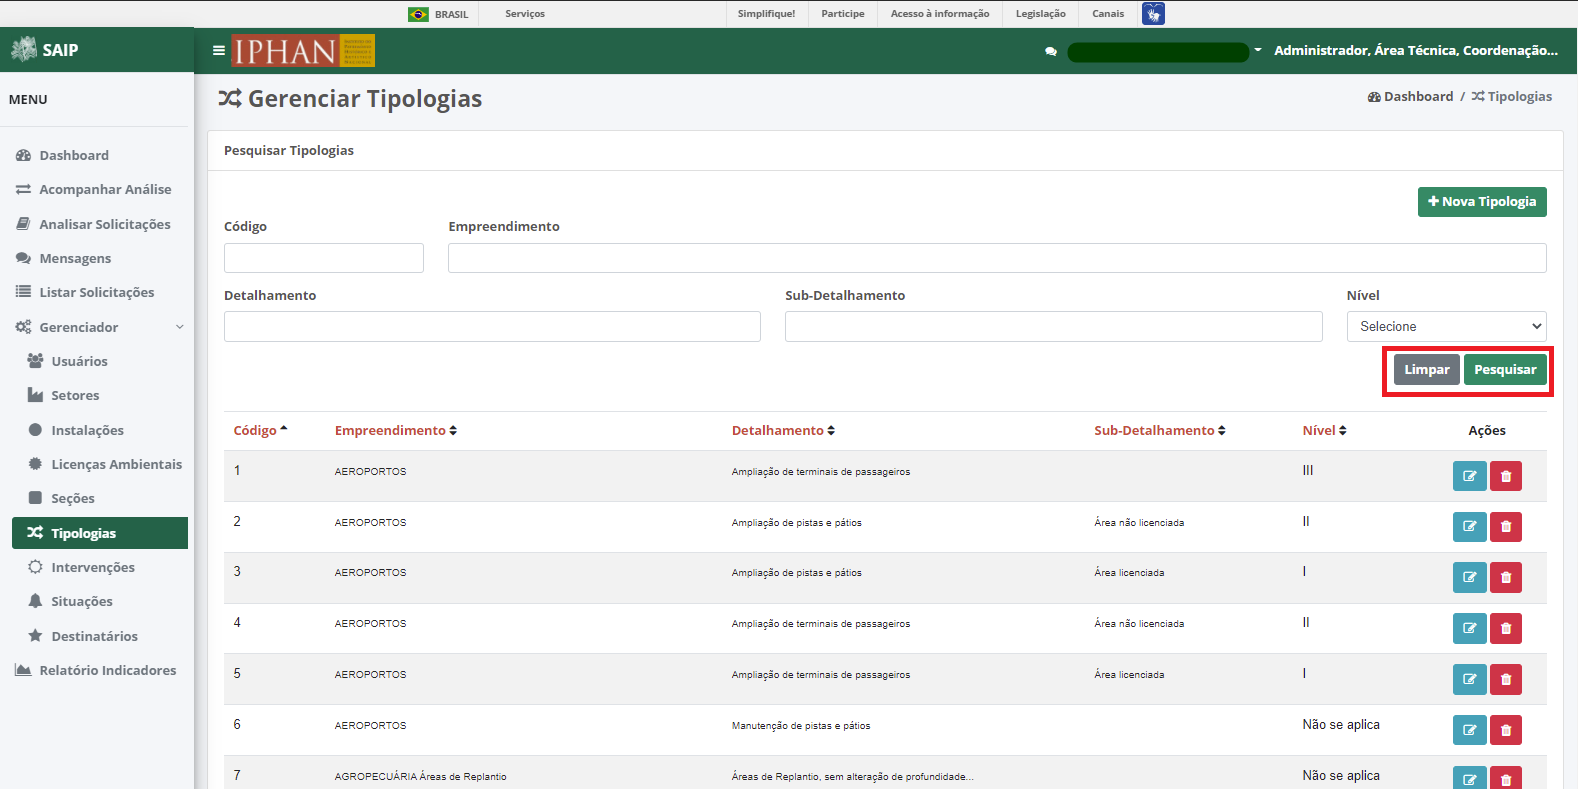 BRASIL Serviços Simplifique! Participe Acesso à informação Legislação Canais
SAIP
IPHAN
Administrador, Área Técnica, Coordenação...
MENU
Dashboard
Acompanhar Análise
Analisar Solicitações
Mensagens
Listar Solicitações
Gerenciador
Usuários
Setores
Instalações
Licenças Ambientais
Seções
Tipologias
Intervenções
Situações
Destinatários
Relatório Indicadores
Gerenciar Tipologias
Dashboard / Tipologias
Pesquisar Tipologias
+ Nova Tipologia
Código Empreendimento
Detalhamento Sub-Detalhamento Nível
Selecione
Limpar Pesquisar
Código Empreendimento Detalhamento Sub-Detalhamento Nível Ações
1 AEROPORTOS Ampliação de terminais de passageiros III
2 AEROPORTOS Ampliação de pistas e pátios Área não licenciada II
3 AEROPORTOS Ampliação de pistas e pátios Área licenciada I
4 AEROPORTOS Ampliação de terminais de passageiros Área não licenciada II
5 AEROPORTOS Ampliação de terminais de passageiros Área licenciada I
6 AEROPORTOS Manutenção de pistas e pátios Não se aplica
7 AGROPECUÁRIA Áreas de Replantio Áreas de Replantio, sem alteração de profundidade... Não se aplica